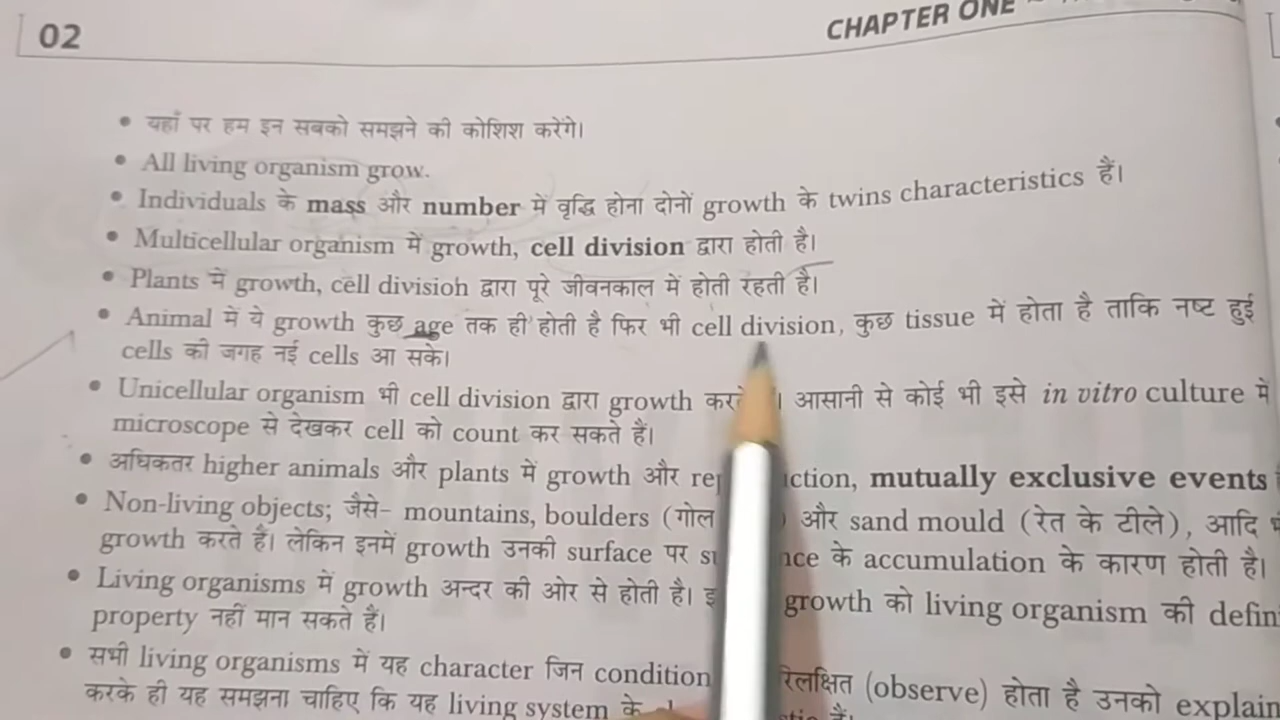 02
CHAPTER ONE
• यहाँ पर हम इन सबको समझने की कोशिश करेंगे।
• All living organism grow.
• Individuals के mass और number में वृद्धि होना दोनों growth के twins characteristics हैं।
• Multicellular organism में growth, cell division द्वारा होती है।
• Plants में growth, cell division द्वारा पूरे जीवनकाल में होती रहती है।
• Animal में ये growth कुछ age तक ही होती है फिर भी cell division, कुछ tissue में होता है ताकि नष्ट हुई
cells की जगह नई cells आ सके।
• Unicellular organism भी cell division द्वारा growth आसानी से कोई भी इसे in vitro culture में
microscope से देखकर cell को count कर सकते हैं।
• अधिकतर higher animals और plants में growth और mutually exclusive events
• Non-living objects; जैसे– mountains, boulders (गोल ) और sand mould (रेत के टीले), आदि
growth करते हैं। लेकिन इनमें growth उनकी surface पर के accumulation के कारण होती है।
• Living organisms में growth अन्दर की ओर से होती है। growth को living organism की
property नहीं मान सकते हैं।
• सभी living organisms में यह character जिन condition (observe) होता है उनको explain
करके ही यह समझना चाहिए कि यह living system के